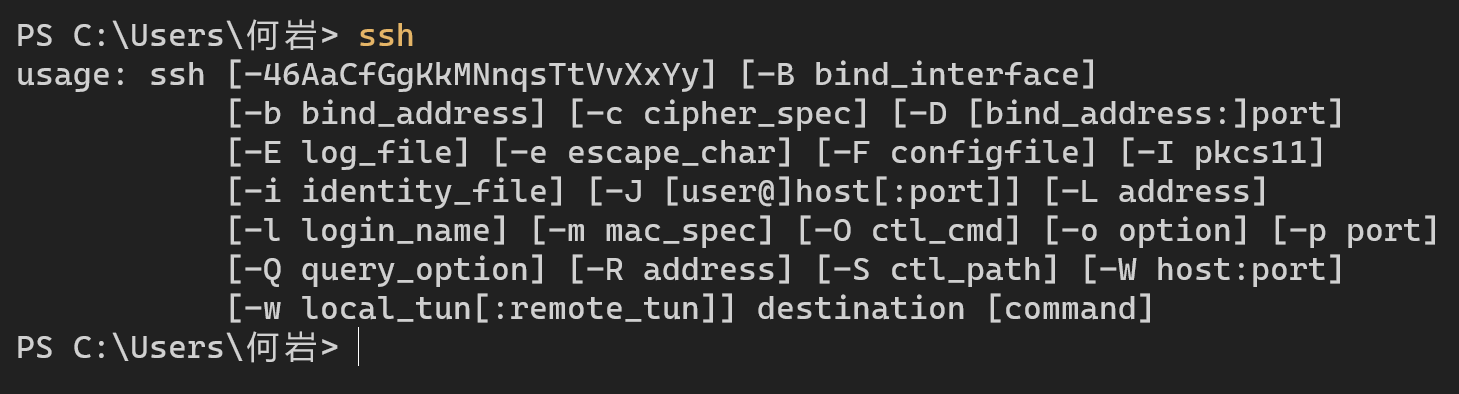 PS C:\Users\何岩> ssh
usage: ssh [-46AaCfGgKkMNnqsTtVvXxYy] [-B bind_interface]
           [-b bind_address] [-c cipher_spec] [-D [bind_address:]port]
           [-E log_file] [-e escape_char] [-F configfile] [-I pkcs11]
           [-i identity_file] [-J [user@]host[:port]] [-L address]
           [-l login_name] [-m mac_spec] [-O ctl_cmd] [-o option] [-p port]
           [-Q query_option] [-R address] [-S ctl_path] [-W host:port]
           [-w local_tun[:remote_tun]] destination [command]
PS C:\Users\何岩>